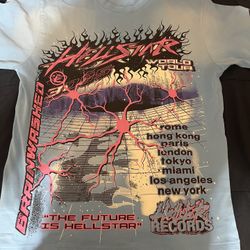 HELLSTAR
WORLD
TOUR
BRAINWASHED
rome
hong kong
paris
london
tokyo
miami
los angeles
new york
"THE FUTURE
IS HELLSTAR"
RECORDS